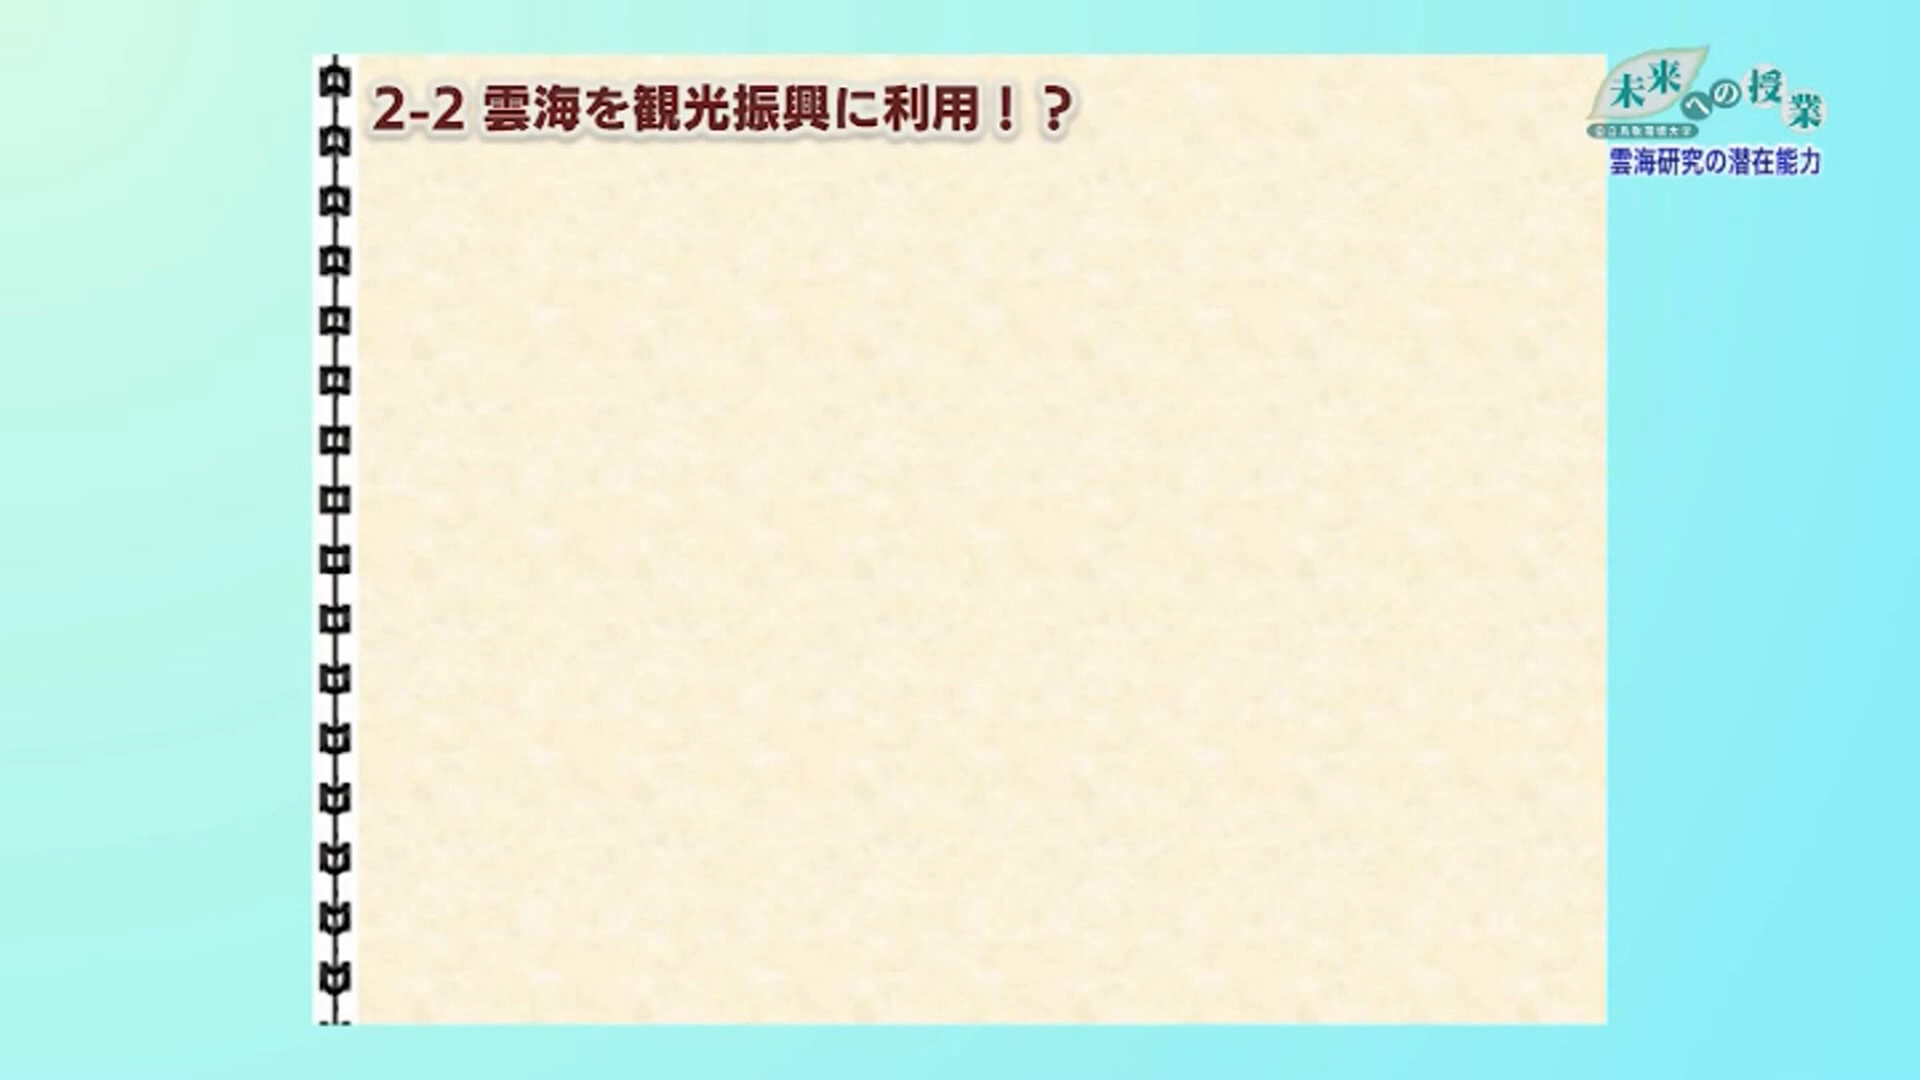 2-2 雲海を観光振興に利用！？
未来への授業
雲海研究の潜在能力